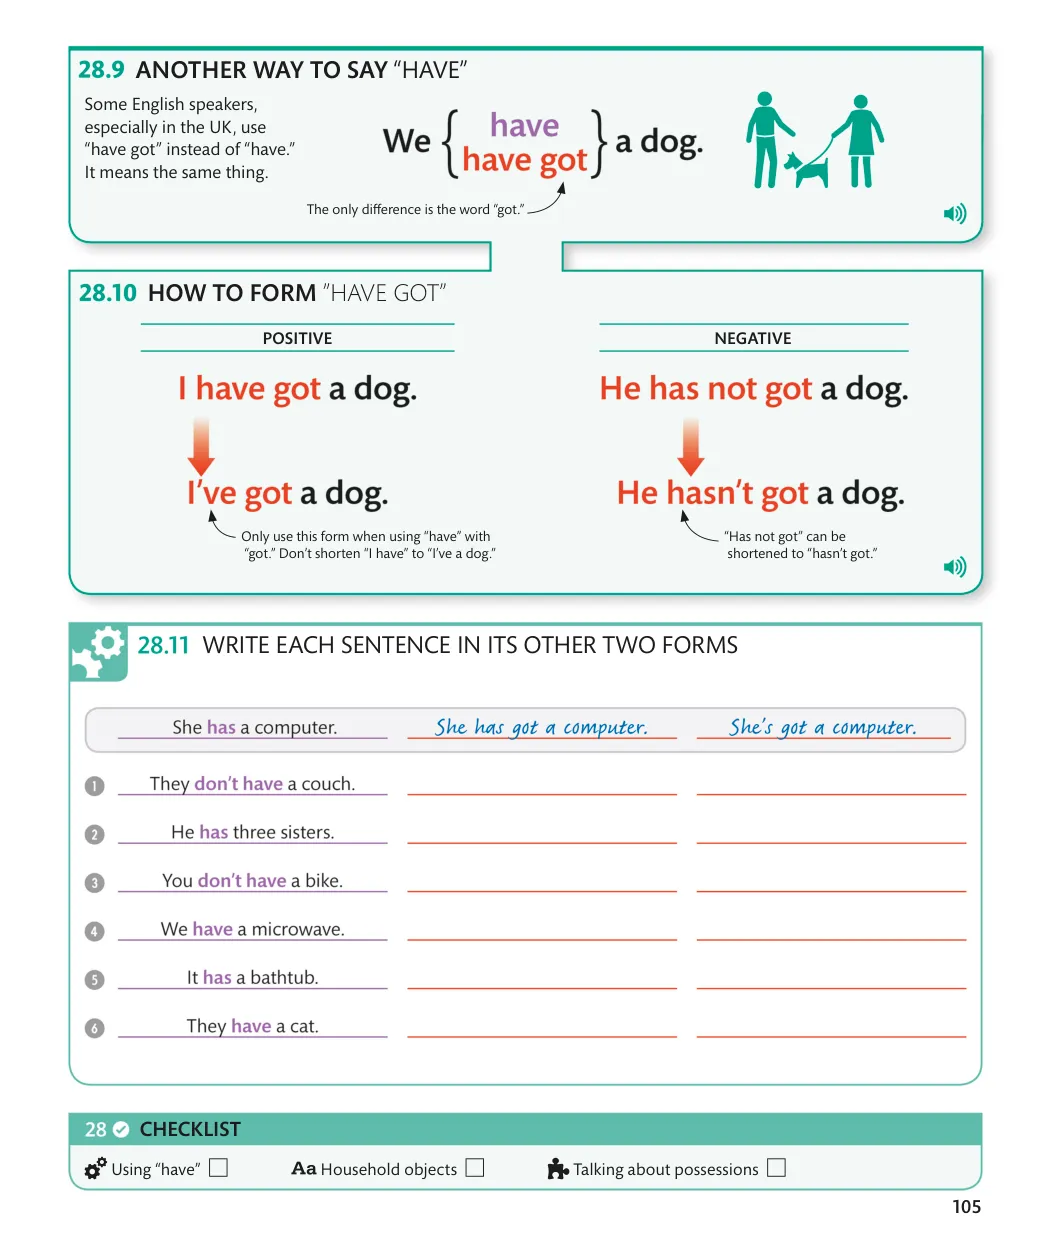 28.9 ANOTHER WAY TO SAY “HAVE”
Some English speakers,
especially in the UK, use
“have got” instead of “have.”
It means the same thing.
We { have / have got } a dog.
The only difference is the word “got.”
28.10 HOW TO FORM “HAVE GOT”
POSITIVE
I have got a dog.
I’ve got a dog.
Only use this form when using “have” with
“got.” Don’t shorten “I have” to “I’ve a dog.”
NEGATIVE
He has not got a dog.
He hasn’t got a dog.
“Has not got” can be
shortened to “hasn’t got.”
28.11 WRITE EACH SENTENCE IN ITS OTHER TWO FORMS
She has a computer. She has got a computer. She’s got a computer.
1 They don’t have a couch.
2 He has three sisters.
3 You don’t have a bike.
4 We have a microwave.
5 It has a bathtub.
6 They have a cat.
28 CHECKLIST
Using “have” Aa Household objects Talking about possessions
105